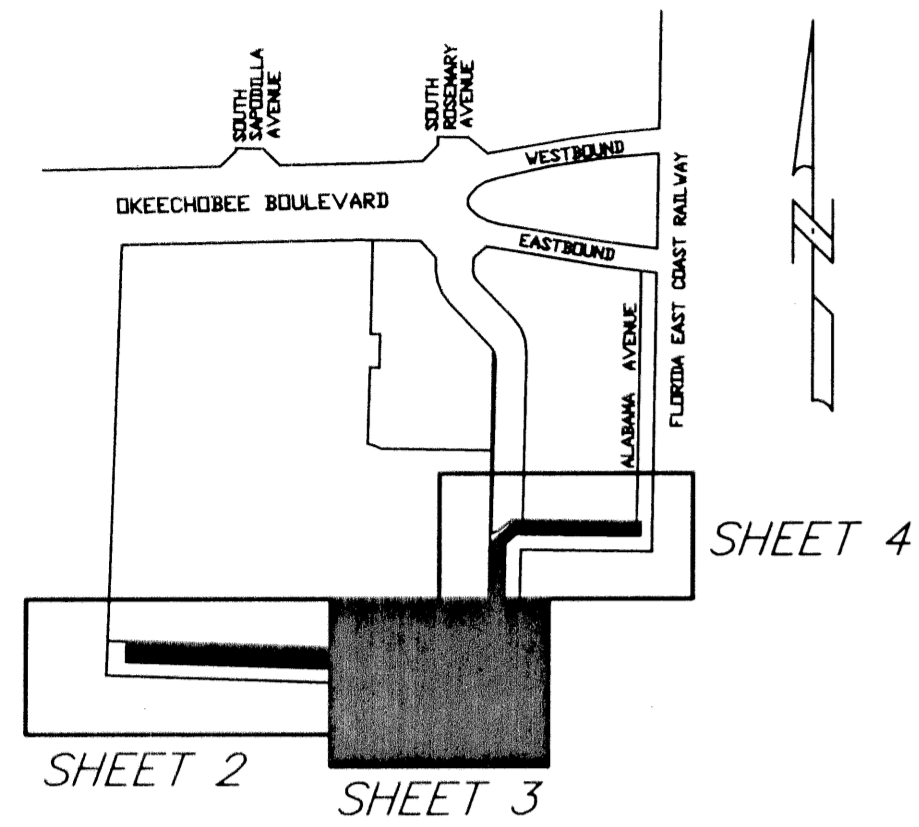 SOUTH
SAPODILLA
AVENUE
SOUTH
ROSEMARY
AVENUE
WESTBOUND
OKEECHOBEE BOULEVARD
EASTBOUND
FLORIDA EAST COAST RAILWAY
ALABAMA AVENUE
N
SHEET 4
SHEET 2
SHEET 3